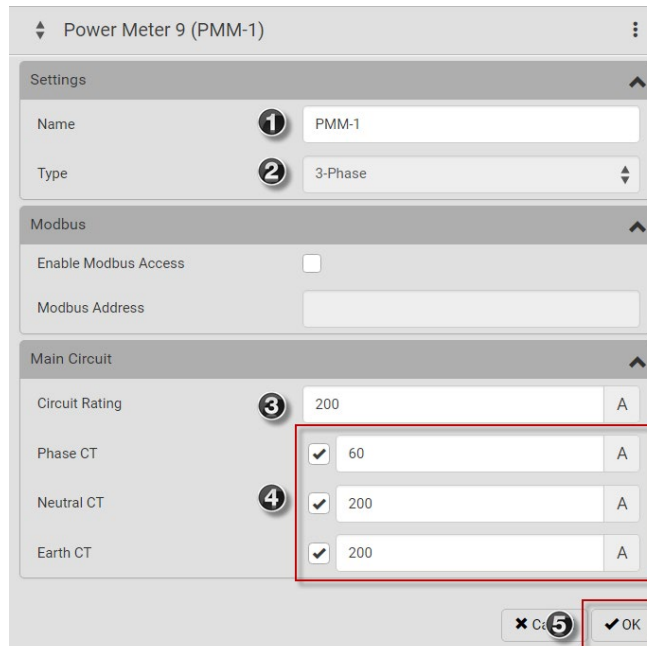 Power Meter 9 (PMM-1)
Settings
Name 1 PMM-1
Type 2 3-Phase
Modbus
Enable Modbus Access
Modbus Address
Main Circuit
Circuit Rating 3 200 A
Phase CT 60 A
Neutral CT 4 200 A
Earth CT 200 A
5 OK